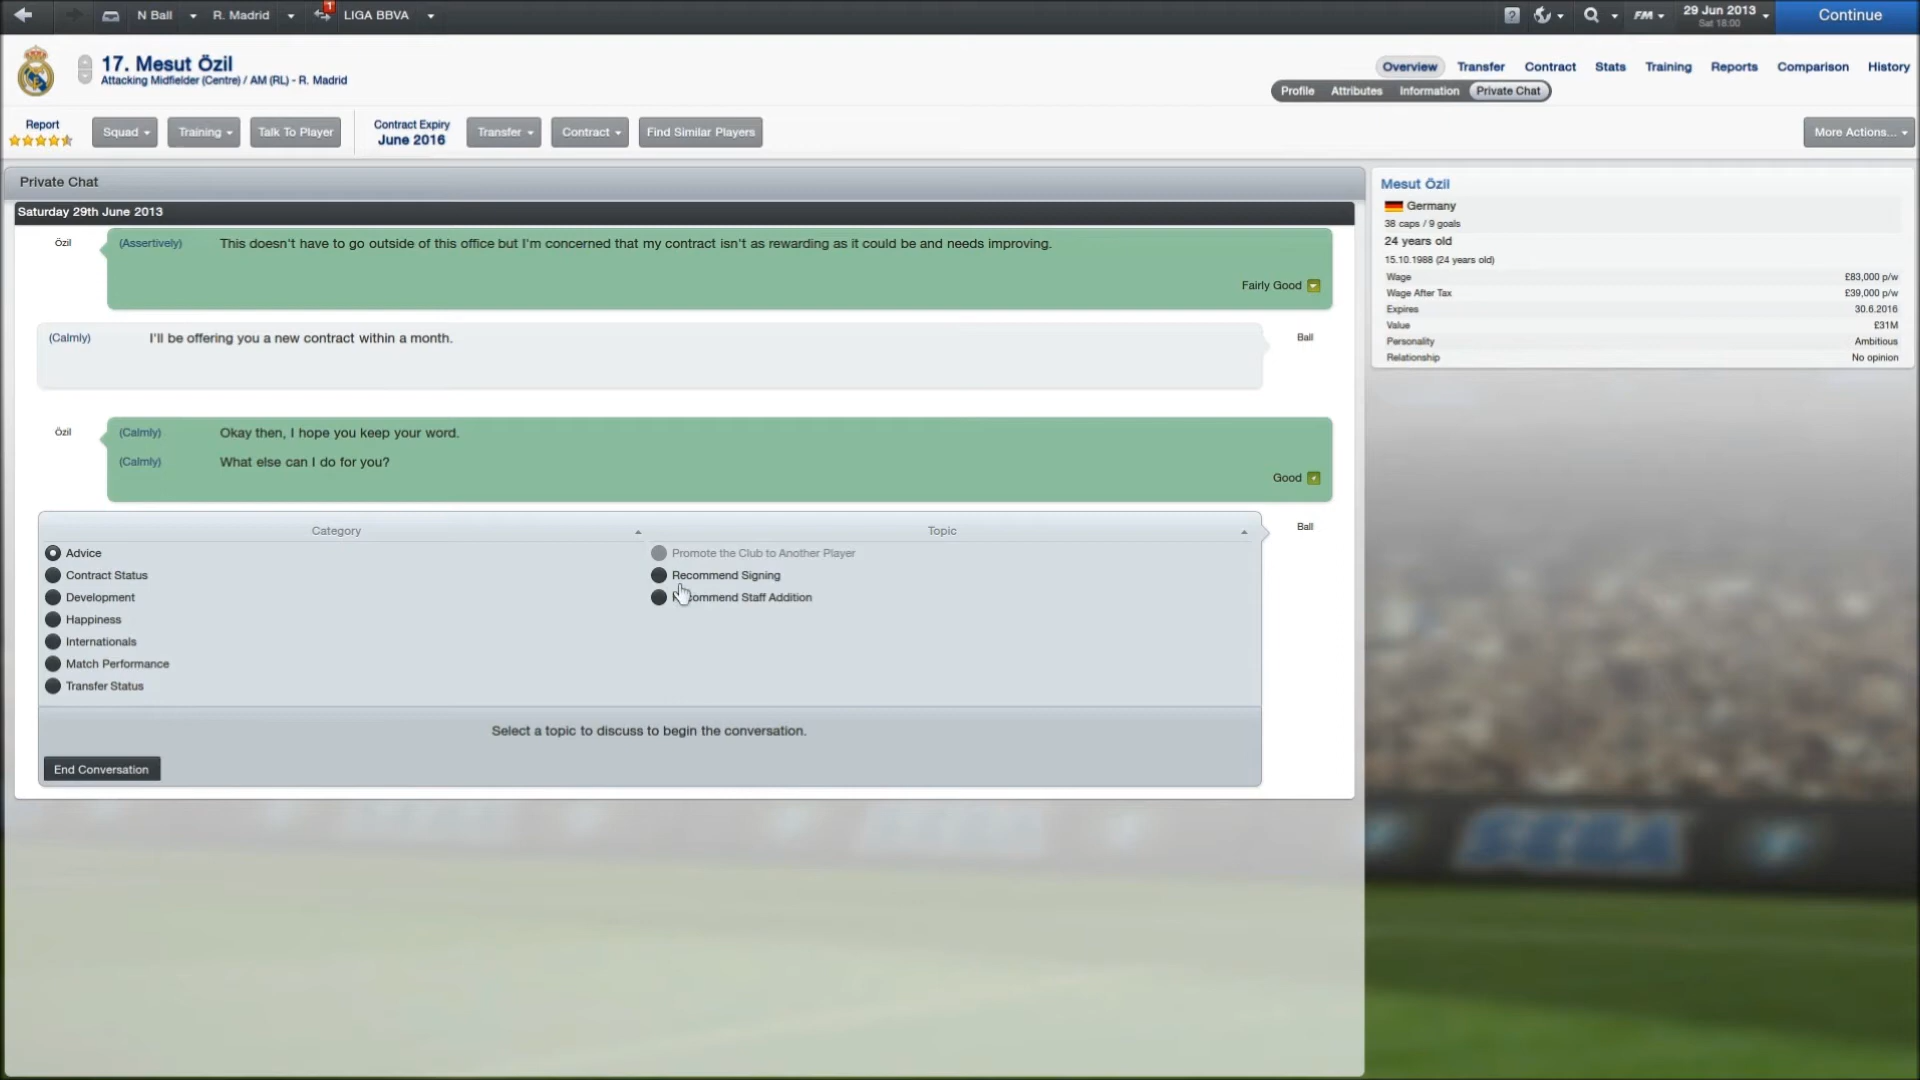 N Ball R. Madrid 1 LIGA BBVA FM 29 Jun 2013 Continue
Sat 18:00
17. Mesut Özil
Attacking Midfielder (Centre) / AM (RL) - R. Madrid
Overview Transfer Contract Stats Training Reports Comparison History
Profile Attributes Information Private Chat
Report
Squad Training Talk To Player
Contract Expiry
June 2016
Transfer Contract Find Similar Players More Actions...
Private Chat
Saturday 29th June 2013
Özil (Assertively) This doesn't have to go outside of this office but I'm concerned that my contract isn't as rewarding as it could be and needs improving.
Fairly Good
(Calmly) I'll be offering you a new contract within a month. Ball
Özil (Calmly) Okay then, I hope you keep your word.
(Calmly) What else can I do for you?
Good
Category Topic Ball
Advice Promote the Club to Another Player
Contract Status Recommend Signing
Development commend Staff Addition
Happiness
Internationals
Match Performance
Transfer Status
Select a topic to discuss to begin the conversation.
End Conversation
Mesut Özil
Germany
38 caps / 9 goals
24 years old
15.10.1988 (24 years old)
Wage £83,000 p/w
Wage After Tax £39,000 p/w
Expires 30.6.2016
Value £31M
Personality Ambitious
Relationship No opinion
SEGA